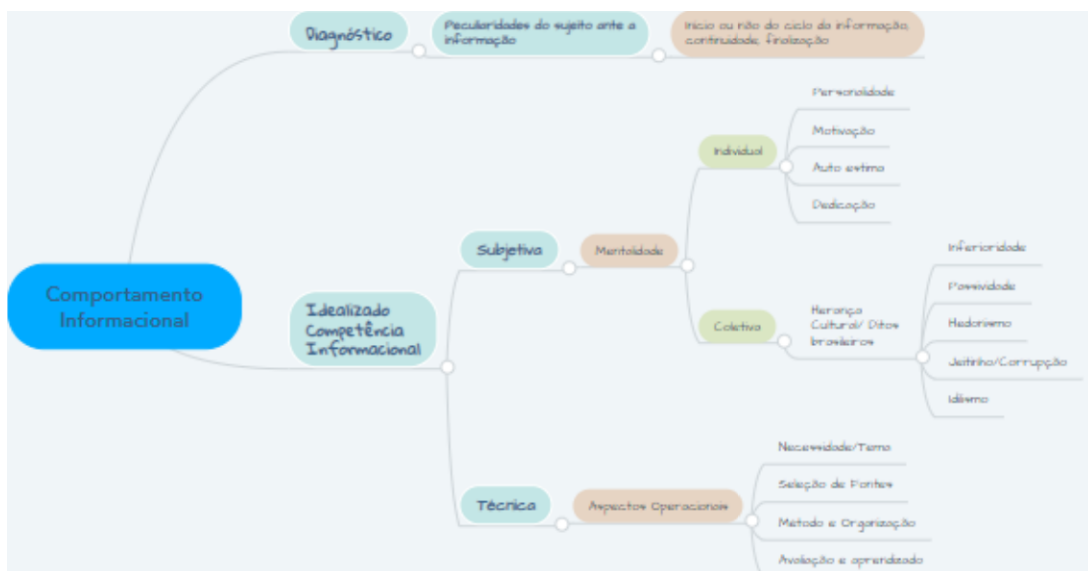 Diagnóstico
Peculiaridades do sujeito ante a
informação
Início ou não do ciclo da informação,
continuidade, finalização
Personalidade
Motivação
Individual
Auto estima
Dedicação
Subjetiva
Mentalidade
Inferioridade
Passividade
Comportamento
Informacional
Idealizado
Competência
Informacional
Coletiva
Herança
Cultural/ Ditos
brasileiros
Hedonismo
Jeitinho/Corrupção
Idílismo
Necessidade/Tema
Seleção de Fontes
Técnica
Aspectos Operacionais
Método e Organização
Avaliação e aprendizado